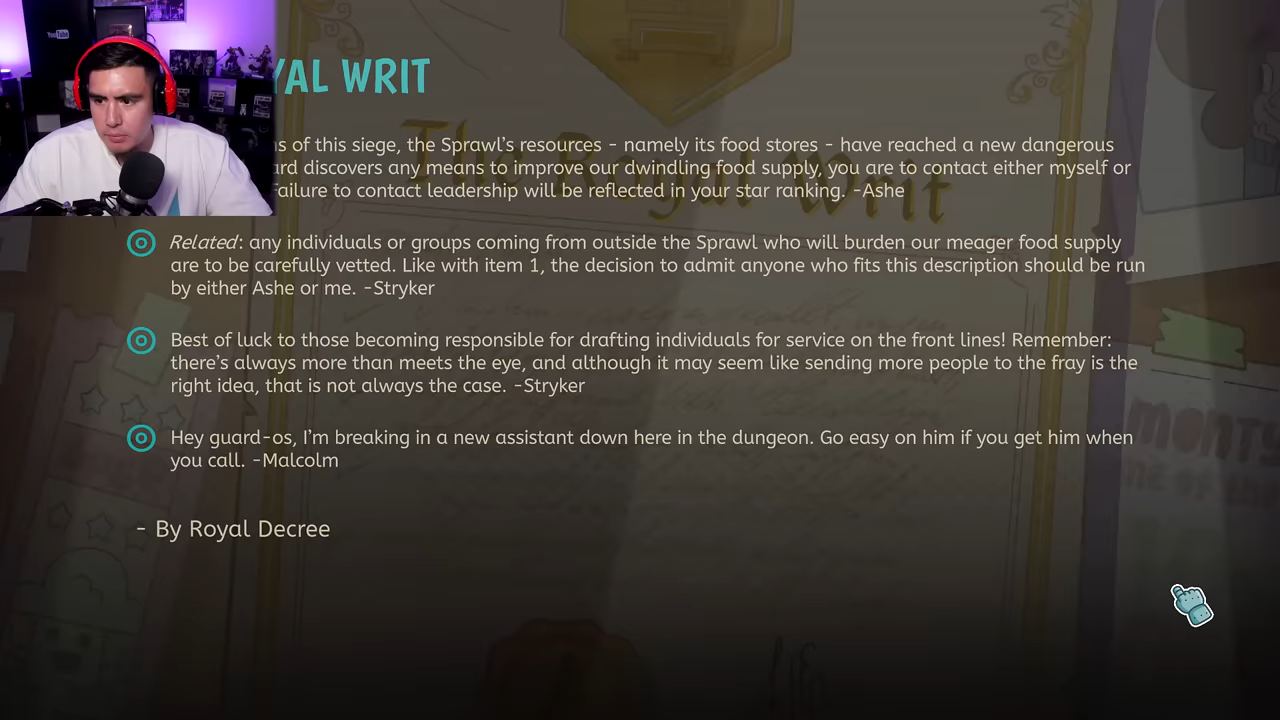 YouTube
YAL WRIT
s of this siege, the Sprawl's resources - namely its food stores - have reached a new dangerous
ard discovers any means to improve our dwindling food supply, you are to contact either myself or
Failure to contact leadership will be reflected in your star ranking. -Ashe
The Royal Writ
Related: any individuals or groups coming from outside the Sprawl who will burden our meager food supply
are to be carefully vetted. Like with item 1, the decision to admit anyone who fits this description should be run
by either Ashe or me. -Stryker
Best of luck to those becoming responsible for drafting individuals for service on the front lines! Remember:
there's always more than meets the eye, and although it may seem like sending more people to the fray is the
right idea, that is not always the case. -Stryker
Hey guard-os, I'm breaking in a new assistant down here in the dungeon. Go easy on him if you get him when
you call. -Malcolm
- By Royal Decree